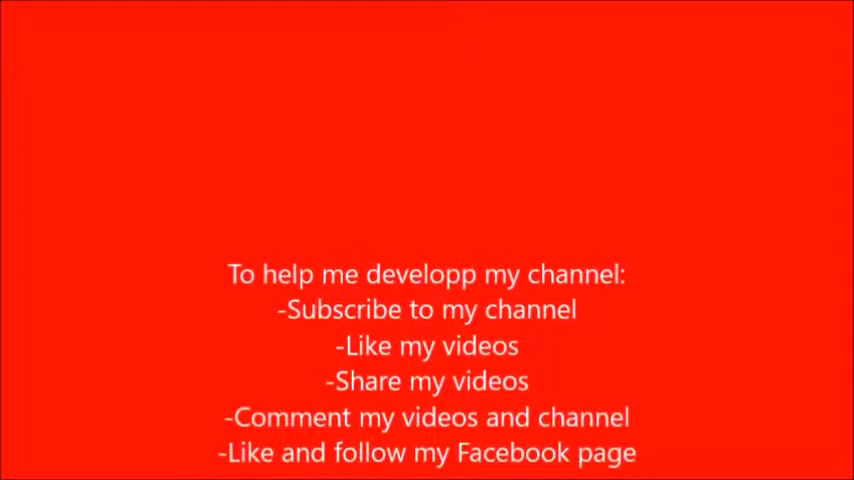 To help me developp my channel:
-Subscribe to my channel
-Like my videos
-Share my videos
-Comment my videos and channel
-Like and follow my Facebook page